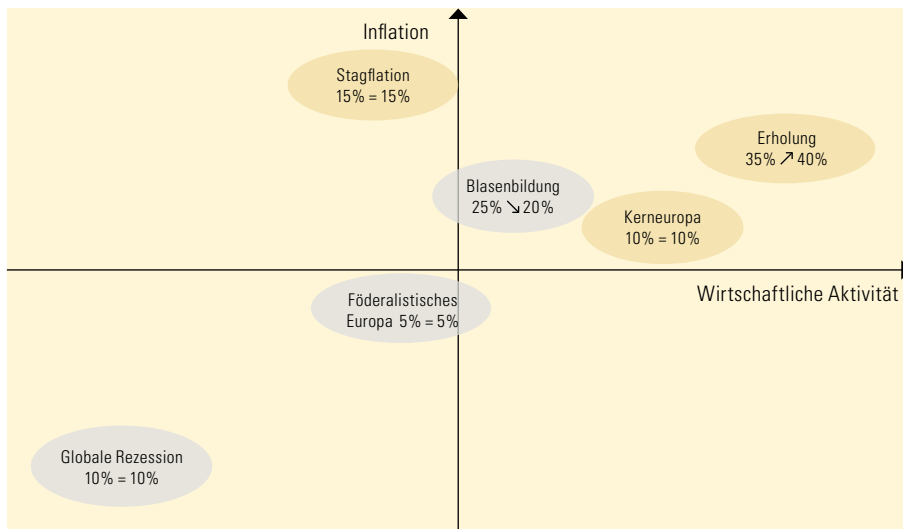 Inflation
Stagflation
15% = 15%
Erholung
35% ↗ 40%
Blasenbildung
25% ↘ 20%
Kerneuropa
10% = 10%
Wirtschaftliche Aktivität
Föderalistisches
Europa 5% = 5%
Globale Rezession
10% = 10%